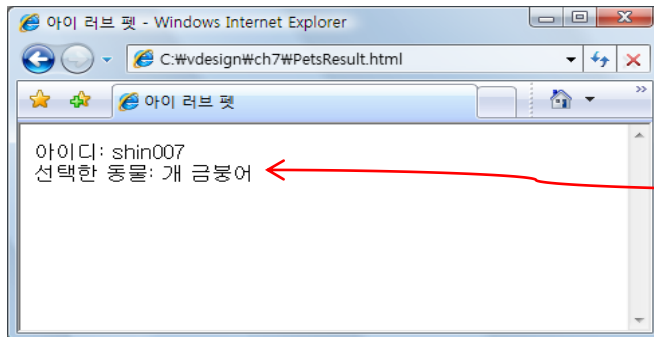 아이 러브 펫 - Windows Internet Explorer
C:₩vdesign₩ch7₩PetsResult.html
아이 러브 펫
아이디: shin007
선택한 동물: 개 금붕어